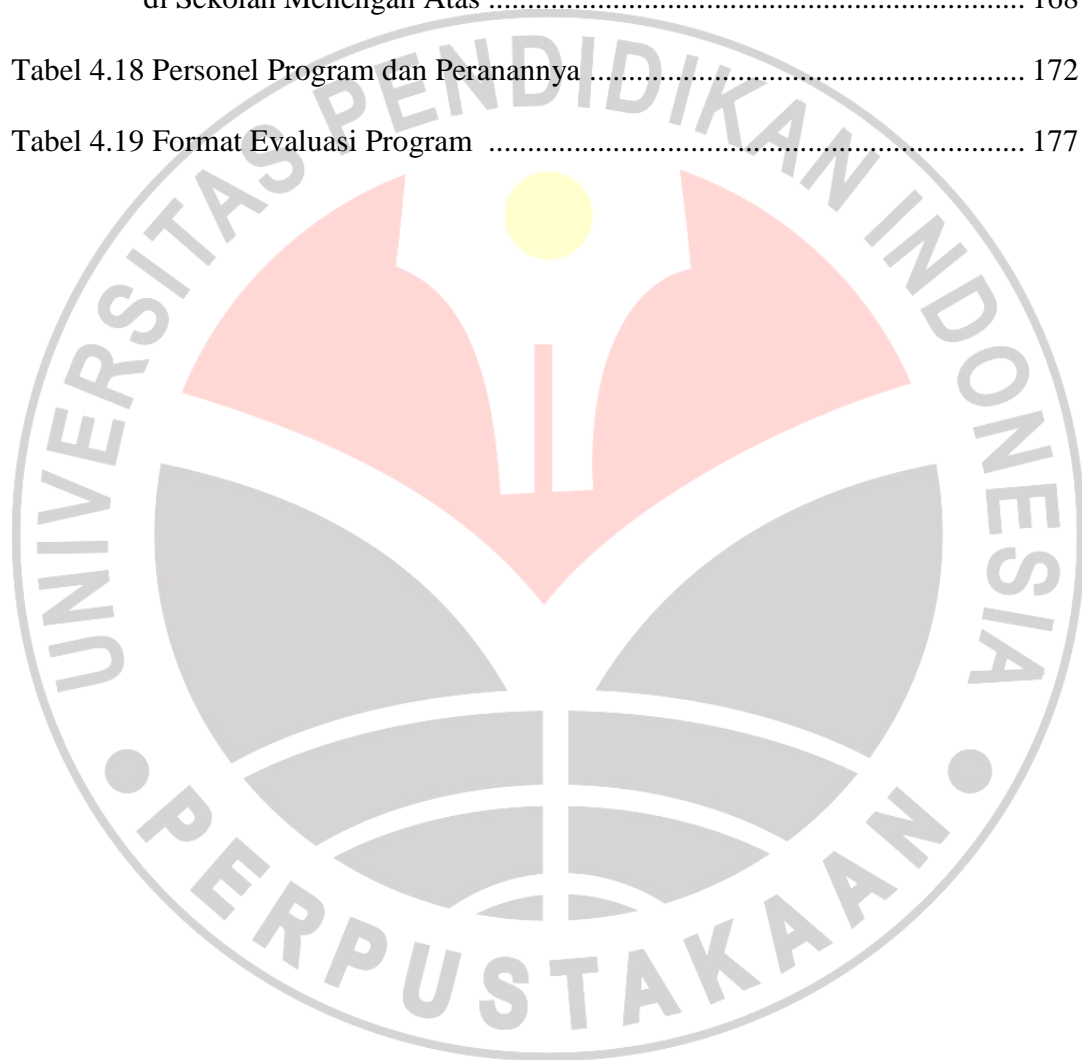 di Sekolah Menengah Atas ..................................................................... 168
Tabel 4.18 Personel Program dan Peranannya ........................................................ 172
Tabel 4.19 Format Evaluasi Program ..................................................................... 177
UNIVERSITAS PENDIDIKAN INDONESIA
PERPUSTAKAAN